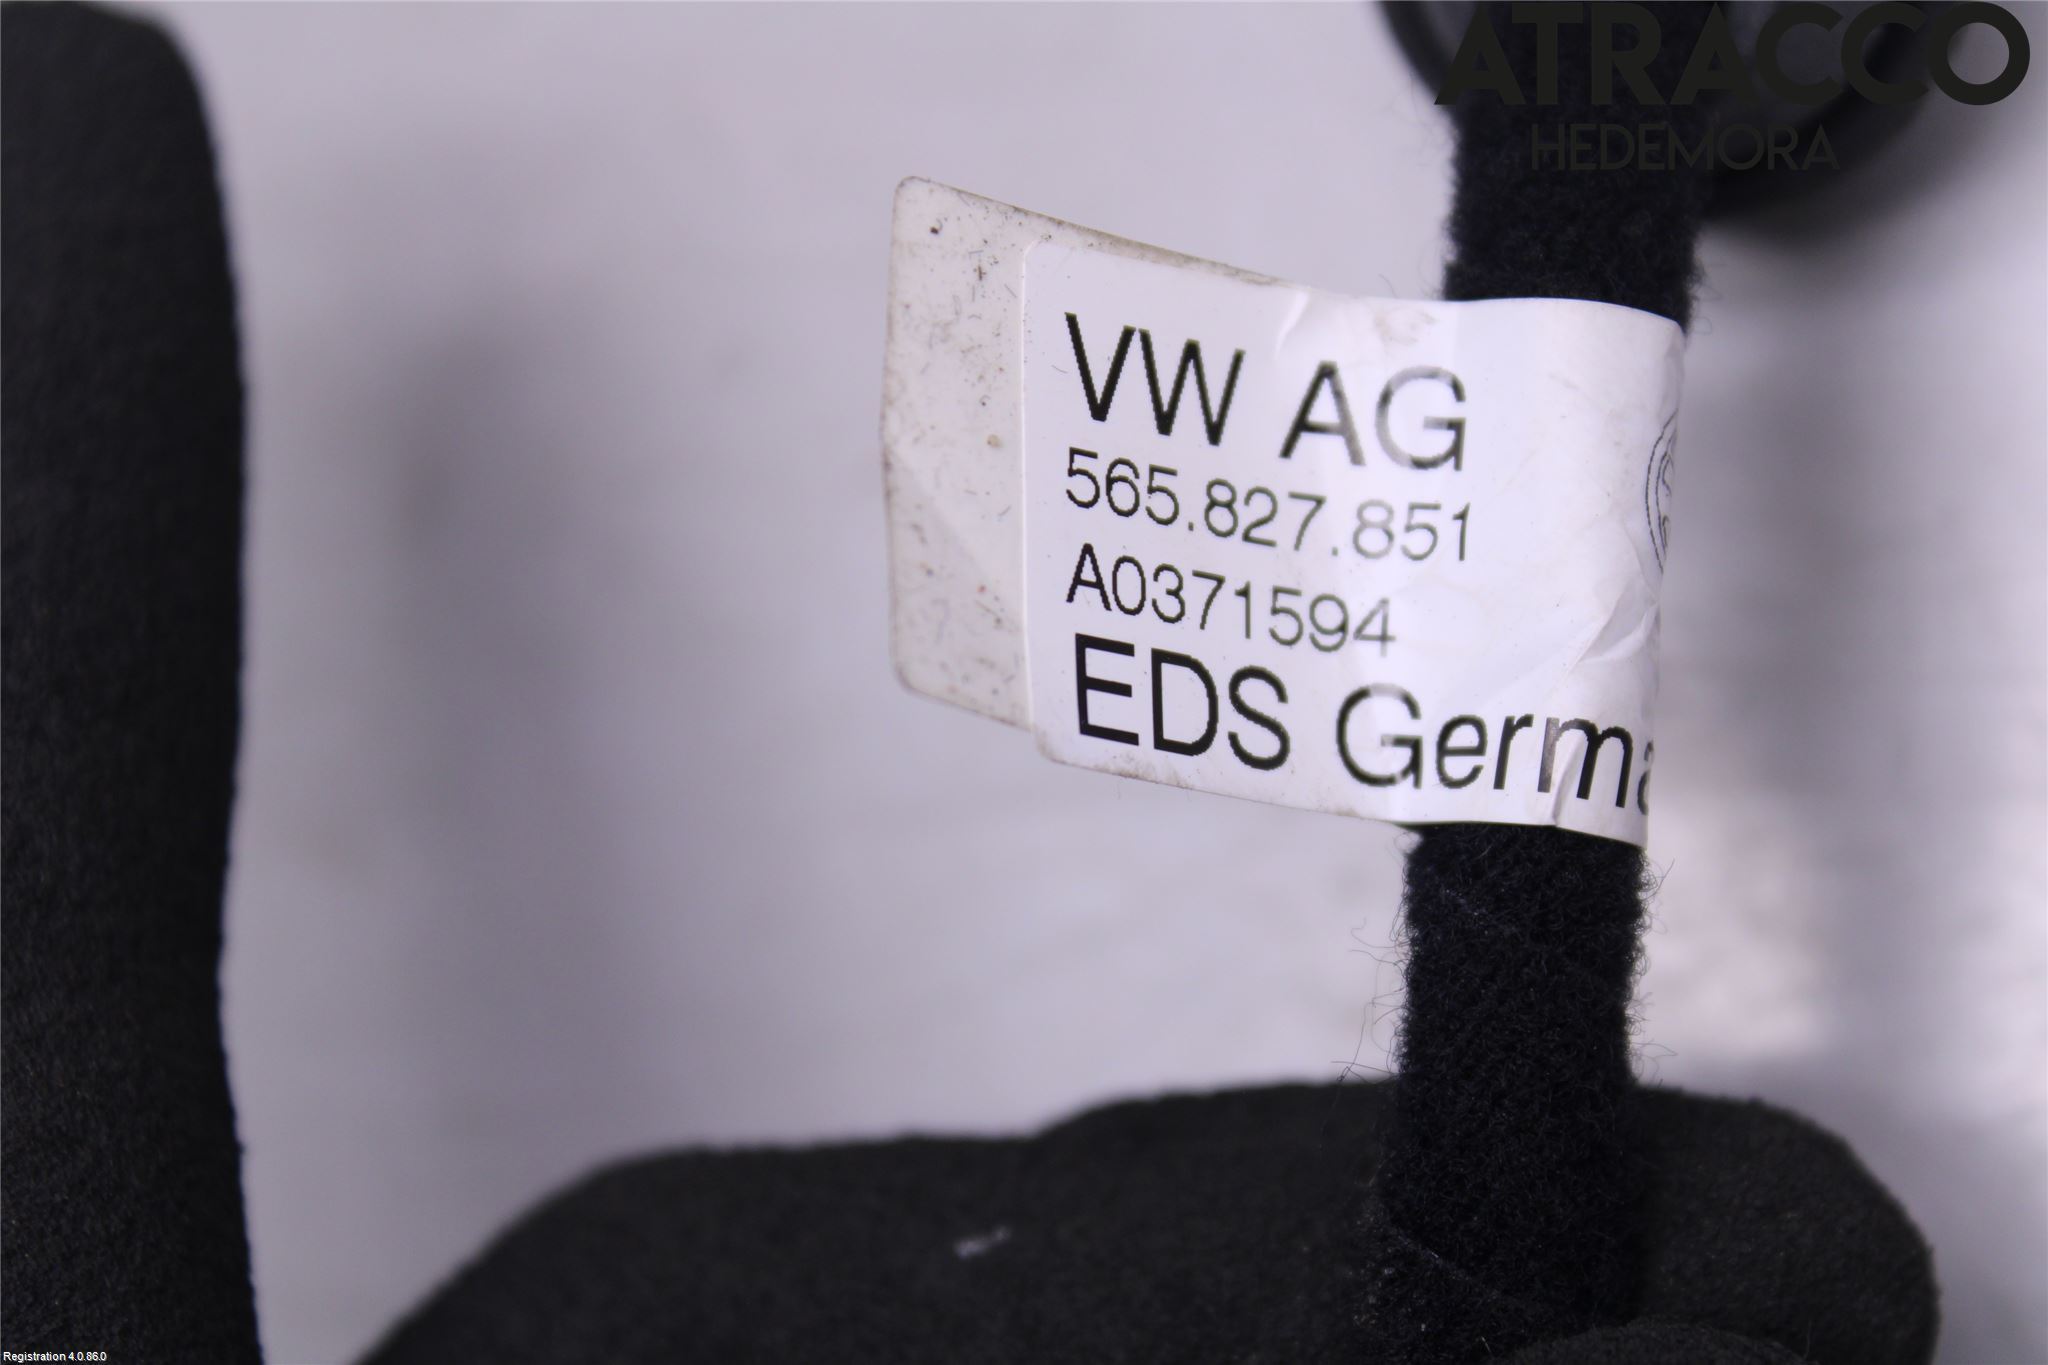 ATRACCO
HEDEMORA
VW AG
565.827.851
A0371594
EDS Germa
Registration 4.0.86.0